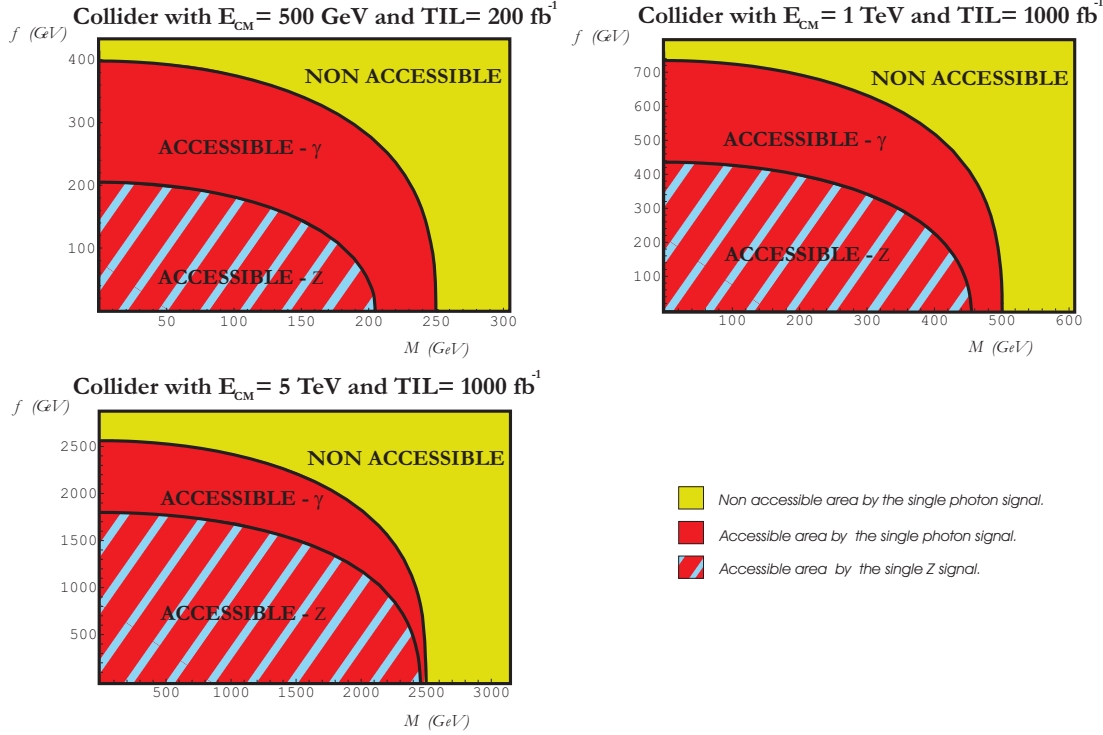 Collider with E_CM = 500 GeV and TIL= 200 fb^-1
f (GeV)
400
300
200
100
NON ACCESSIBLE
ACCESSIBLE - γ
ACCESSIBLE - Z
50
100
150
200
250
300
M (GeV)
Collider with E_CM = 1 TeV and TIL= 1000 fb^-1
f (GeV)
700
600
500
400
300
200
100
NON ACCESSIBLE
ACCESSIBLE - γ
ACCESSIBLE - Z
100
200
300
400
500
600
M (GeV)
Collider with E_CM = 5 TeV and TIL= 1000 fb^-1
f (GeV)
2500
2000
1500
1000
500
NON ACCESSIBLE
ACCESSIBLE - γ
ACCESSIBLE - Z
500
1000
1500
2000
2500
3000
M (GeV)
Non accessible area by the single photon signal.
Accessible area by the single photon signal.
Accessible area by the single Z signal.